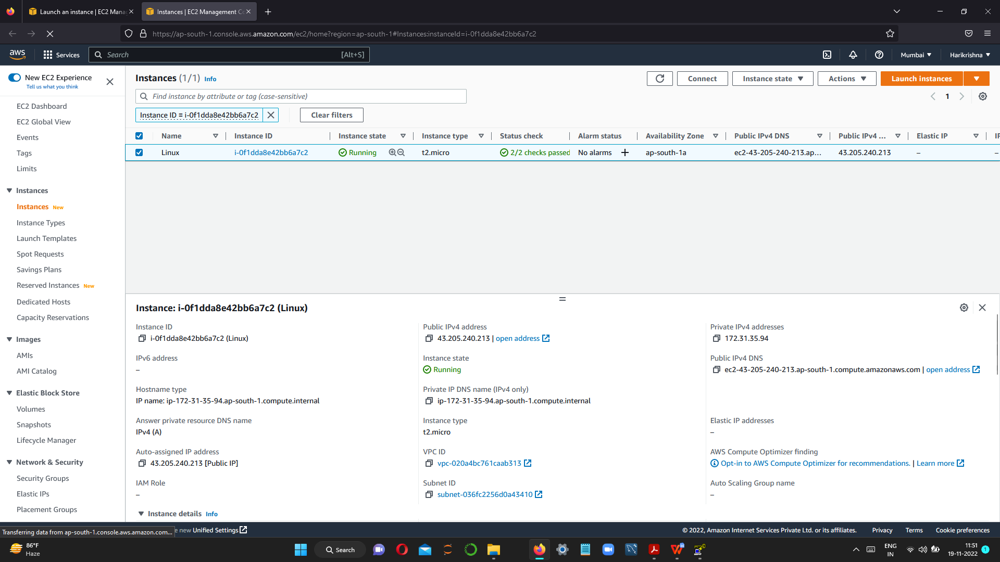 Launch an instance | EC2 Mana
Instances | EC2 Management Co
https://ap-south-1.console.aws.amazon.com/ec2/home?region=ap-south-1#Instances:instanceId=i-0f1dda8e42bb6a7c2
aws
Services
Search
[Alt+S]
Mumbai
Harikrishna
New EC2 Experience
Tell us what you think
EC2 Dashboard
EC2 Global View
Events
Tags
Limits
Instances
Instances New
Instance Types
Launch Templates
Spot Requests
Savings Plans
Reserved Instances New
Dedicated Hosts
Capacity Reservations
Images
AMIs
AMI Catalog
Elastic Block Store
Volumes
Snapshots
Lifecycle Manager
Network & Security
Security Groups
Elastic IPs
Placement Groups
Instances (1/1) Info
Connect
Instance state
Actions
Launch instances
Find instance by attribute or tag (case-sensitive)
1
Instance ID = i-0f1dda8e42bb6a7c2
Clear filters
Name Instance ID Instance state Instance type Status check Alarm status Availability Zone Public IPv4 DNS Public IPv4 ... Elastic IP IP
Linux i-0f1dda8e42bb6a7c2 Running t2.micro 2/2 checks passed No alarms + ap-south-1a ec2-43-205-240-213.ap... 43.205.240.213 – –
Instance: i-0f1dda8e42bb6a7c2 (Linux)
Instance ID
i-0f1dda8e42bb6a7c2 (Linux)
Public IPv4 address
43.205.240.213 | open address
Private IPv4 addresses
172.31.35.94
IPv6 address
–
Instance state
Running
Public IPv4 DNS
ec2-43-205-240-213.ap-south-1.compute.amazonaws.com | open address
Hostname type
IP name: ip-172-31-35-94.ap-south-1.compute.internal
Private IP DNS name (IPv4 only)
ip-172-31-35-94.ap-south-1.compute.internal
Answer private resource DNS name
IPv4 (A)
Instance type
t2.micro
Elastic IP addresses
–
Auto-assigned IP address
43.205.240.213 [Public IP]
VPC ID
vpc-020a4bc761caab313
AWS Compute Optimizer finding
Opt-in to AWS Compute Optimizer for recommendations. | Learn more
IAM Role
–
Subnet ID
subnet-036fc2256d0a43410
Auto Scaling Group name
–
Instance details Info
Transferring data from ap-south-1.console.aws.amazon.com...
e new Unified Settings
© 2022, Amazon Internet Services Private Ltd. or its affiliates.
Privacy
Terms
Cookie preferences
86°F
Haze
Search
ENG
IN
11:51
19-11-2022
1